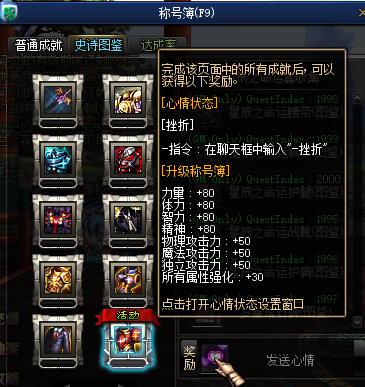 称号簿(F9)
普通成就 史诗图鉴 达成率
完成该页面中的所有成就后, 可以
获得以下奖励。
[心情状态]
[挫折]
-指令 : 在聊天框中输入"-挫折"
[升级称号簿]
力量 : +80
体力 : +80
智力 : +80
精神 : +80
物理攻击力 : +50
魔法攻击力 : +50
独立攻击力 : +50
所有属性强化 : +30
点击打开心情状态设置窗口
活动
奖励
发送心情